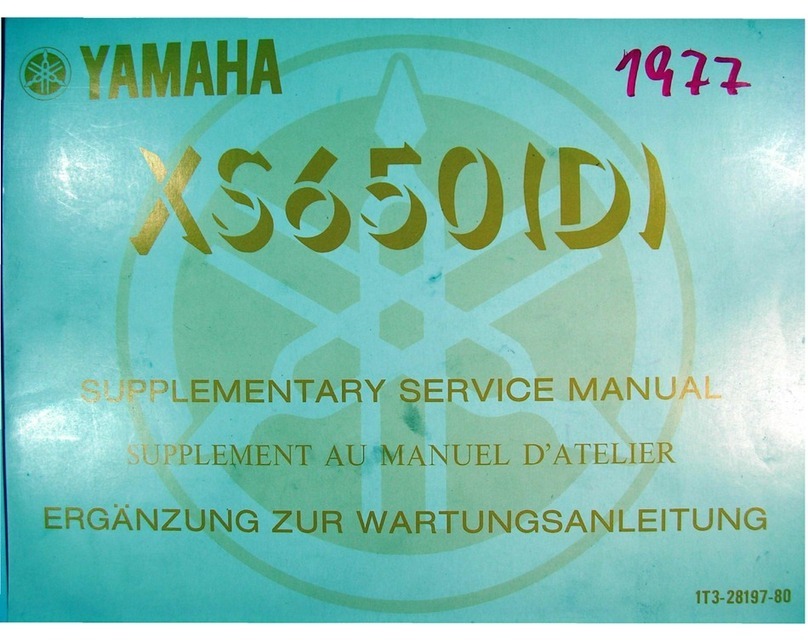 YAMAHA
1977
XS650(D)
SUPPLEMENTARY SERVICE MANUAL
SUPPLEMENT AU MANUEL D'ATELIER
ERGÄNZUNG ZUR WARTUNGSANLEITUNG
1T3-28197-80